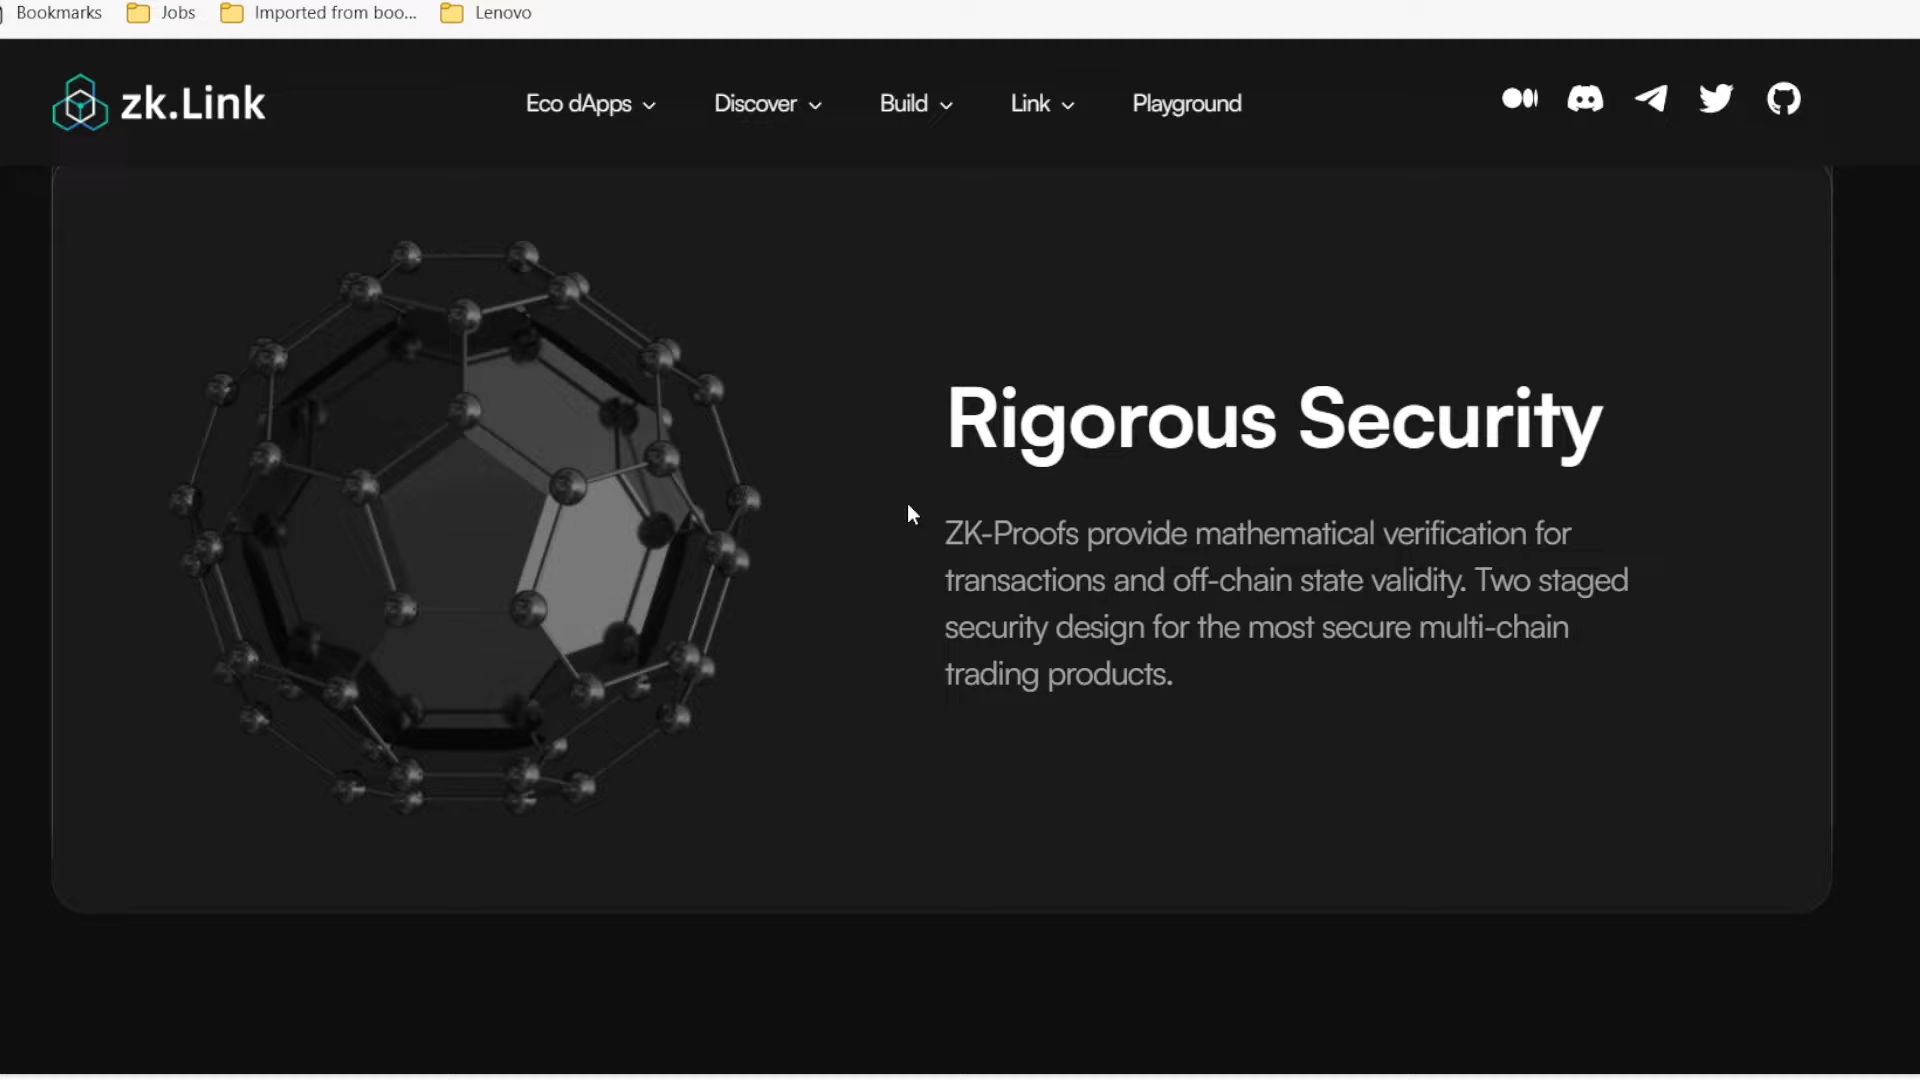 Bookmarks Jobs Imported from boo... Lenovo
zk.Link Eco dApps Discover Build Link Playground
Rigorous Security
ZK-Proofs provide mathematical verification for
transactions and off-chain state validity. Two staged
security design for the most secure multi-chain
trading products.